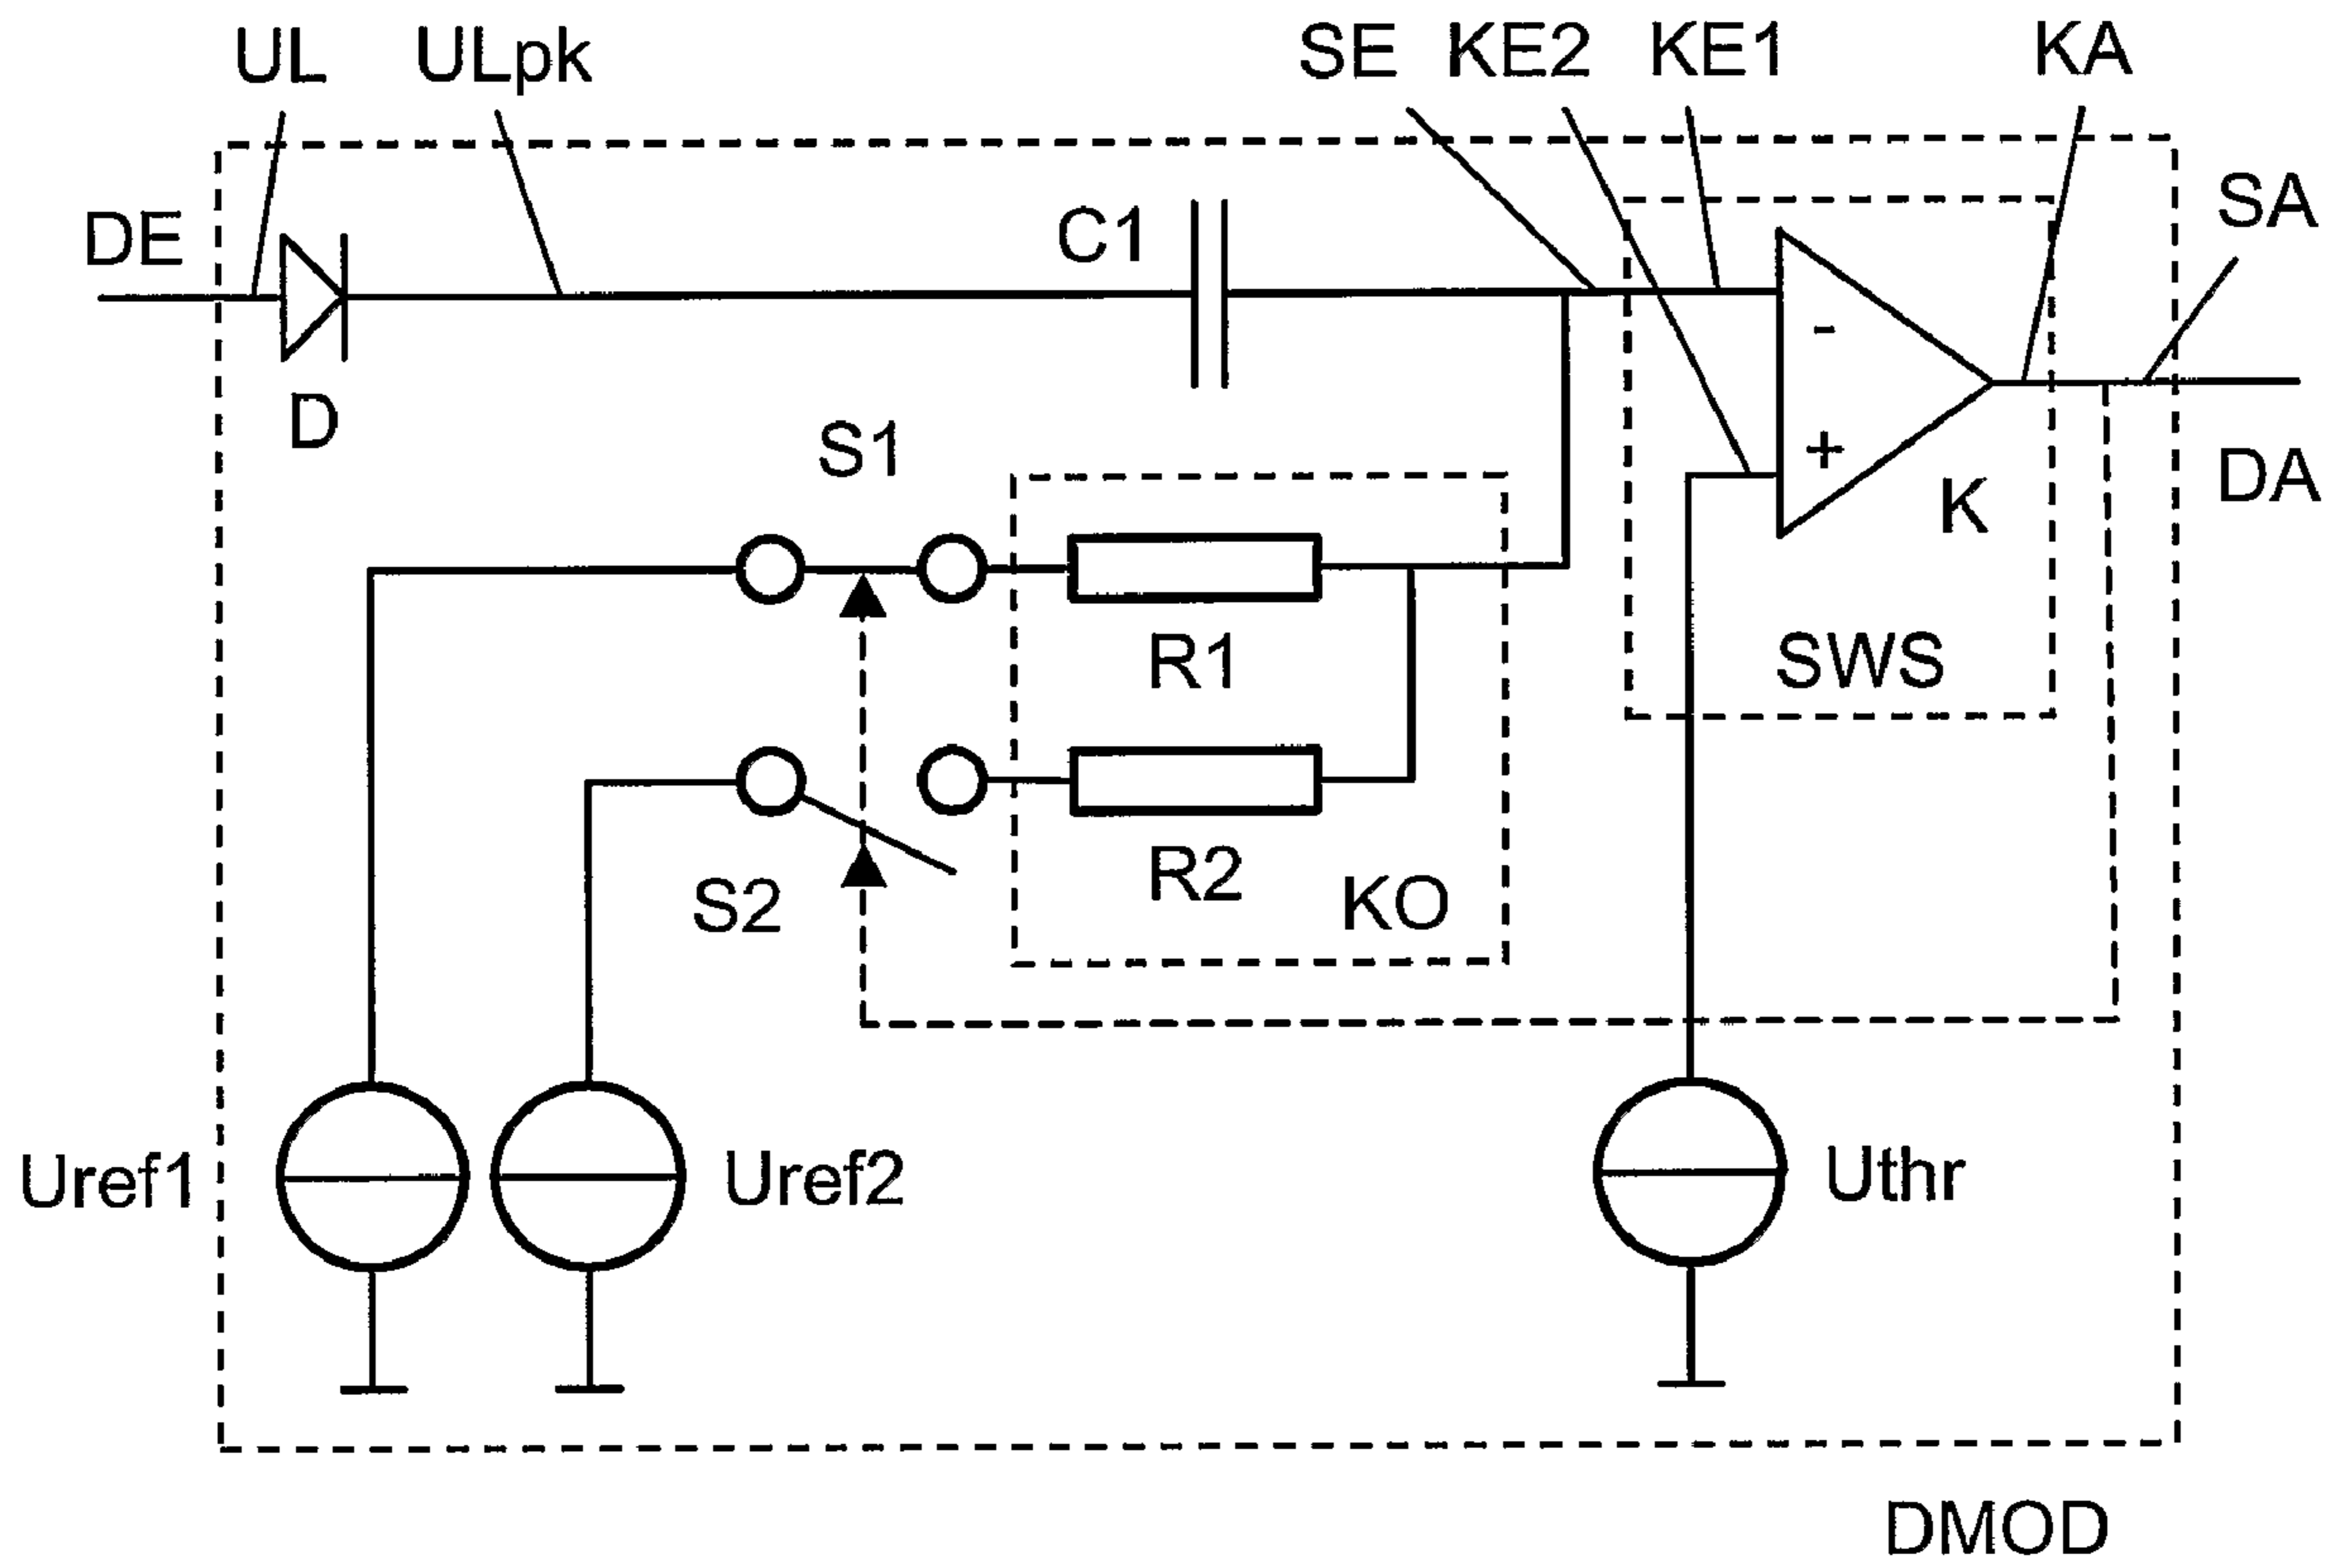 UL
ULpk
SE
KE2
KE1
KA
DE
C1
SA
D
-
S1
+
K
DA
R1
SWS
R2
S2
KO
Uref1
Uref2
Uthr
DMOD